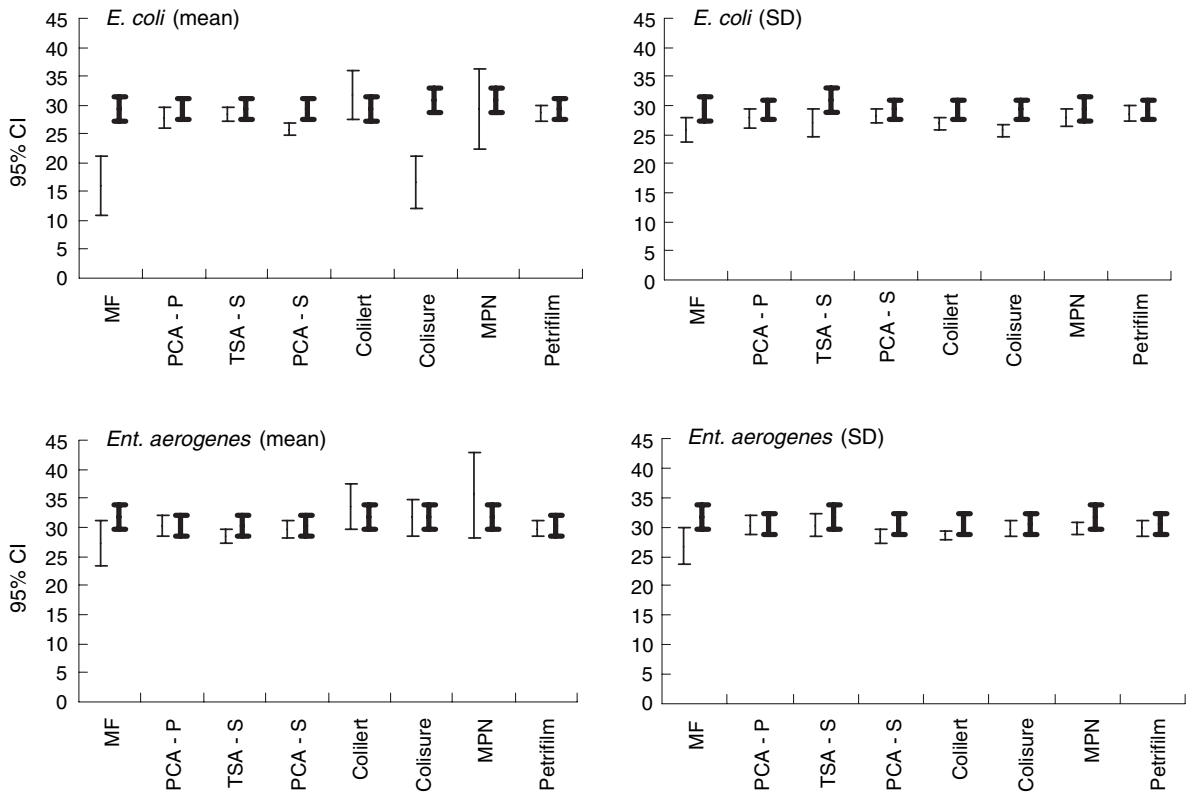 E. coli (mean)
95% CI
45
40
35
30
25
20
15
10
5
0
MF
PCA - P
TSA - S
PCA - S
Colilert
Colisure
MPN
Petrifilm
E. coli (SD)
45
40
35
30
25
20
15
10
5
0
MF
PCA - P
TSA - S
PCA - S
Colilert
Colisure
MPN
Petrifilm
Ent. aerogenes (mean)
95% CI
45
40
35
30
25
20
15
10
5
0
MF
PCA - P
TSA - S
PCA - S
Colilert
Colisure
MPN
Petrifilm
Ent. aerogenes (SD)
45
40
35
30
25
20
15
10
5
0
MF
PCA - P
TSA - S
PCA - S
Colilert
Colisure
MPN
Petrifilm